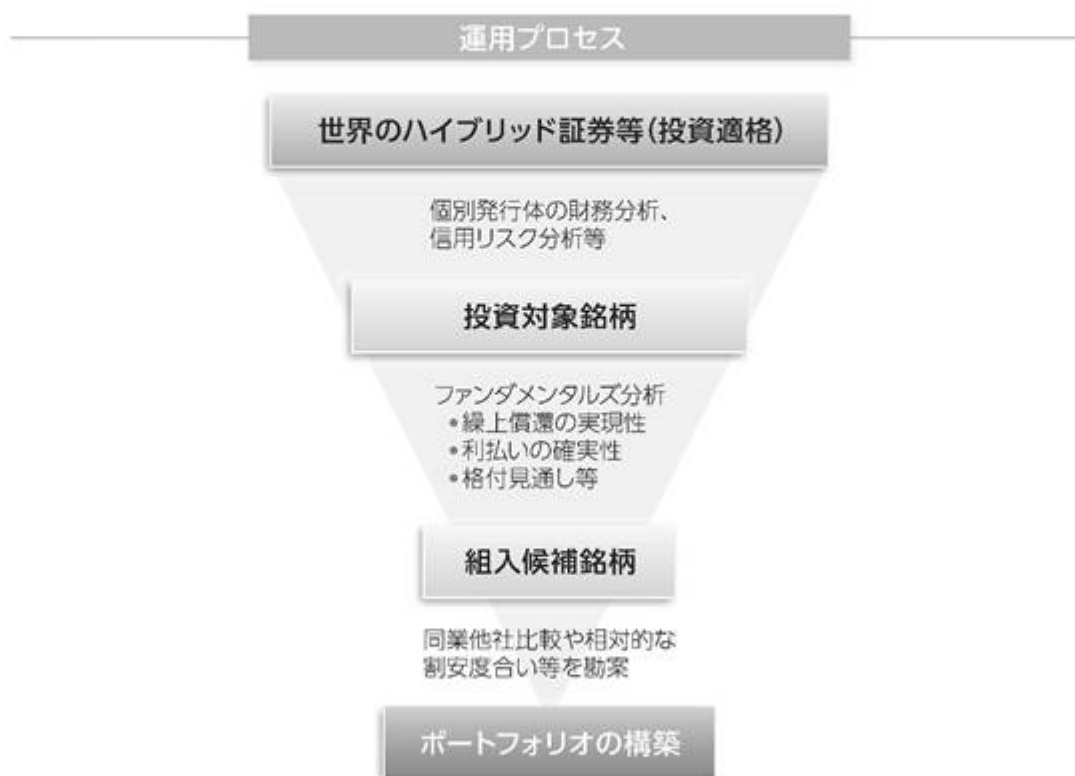 運用プロセス
世界のハイブリッド証券等(投資適格)
個別発行体の財務分析、
信用リスク分析等
投資対象銘柄
ファンダメンタルズ分析
•繰上償還の実現性
•利払いの確実性
•格付見通し等
組入候補銘柄
同業他社比較や相対的な
割安度合い等を勘案
ポートフォリオの構築